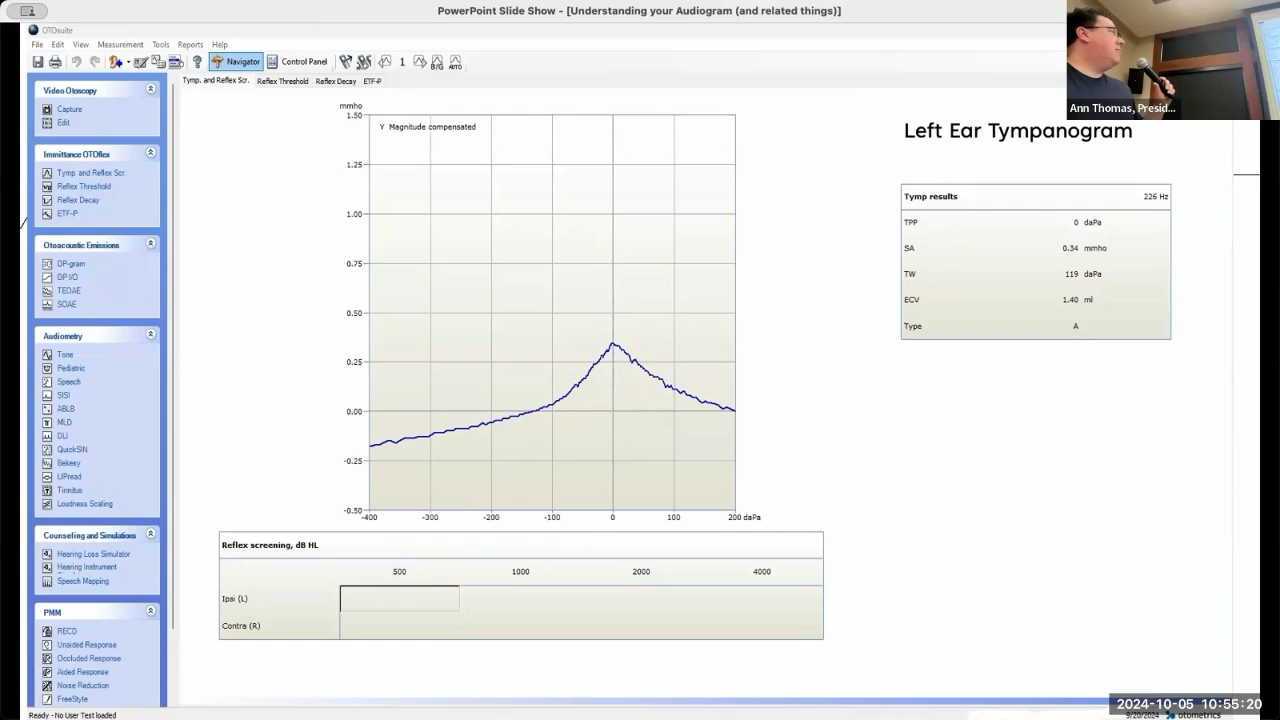 PowerPoint Slide Show - [Understanding your Audiogram (and related things)]
OTOsuite
File Edit View Measurement Tools Reports Help
Navigator Control Panel 1 B/G AUTO
Tymp. and Reflex Scr. Reflex Threshold Reflex Decay ETF-P
Video Otoscopy
Capture
Edit
Immittance OTOflex
Tymp. and Reflex Scr.
Reflex Threshold
Reflex Decay
ETF-P
Otoacoustic Emissions
DP-gram
DP I/O
TEOAE
SOAE
Audiometry
Tone
Pediatric
Speech
SISI
ABLB
MLD
DLI
QuickSIN
Bekesy
LIPread
Tinnitus
Loudness Scaling
Counseling and Simulations
Hearing Loss Simulator
Hearing Instrument
Speech Mapping
PMM
RECD
Unaided Response
Occluded Response
Aided Response
Noise Reduction
FreeStyle
Ready - No User Test loaded
mmho
1.50
Y Magnitude compensated
1.25
1.00
0.75
0.50
0.25
0.00
-0.25
-0.50
-400 -300 -200 -100 0 100 200 daPa
Reflex screening, dB HL
500 1000 2000 4000
Ipsi (L)
Contra (R)
Ann Thomas, Presid...
Left Ear Tympanogram
Tymp results 226 Hz
TPP 0 daPa
SA 0.34 mmho
TW 119 daPa
ECV 1.40 ml
Type A
2024-10-05 10:55:20
9/20/2024 otometrics